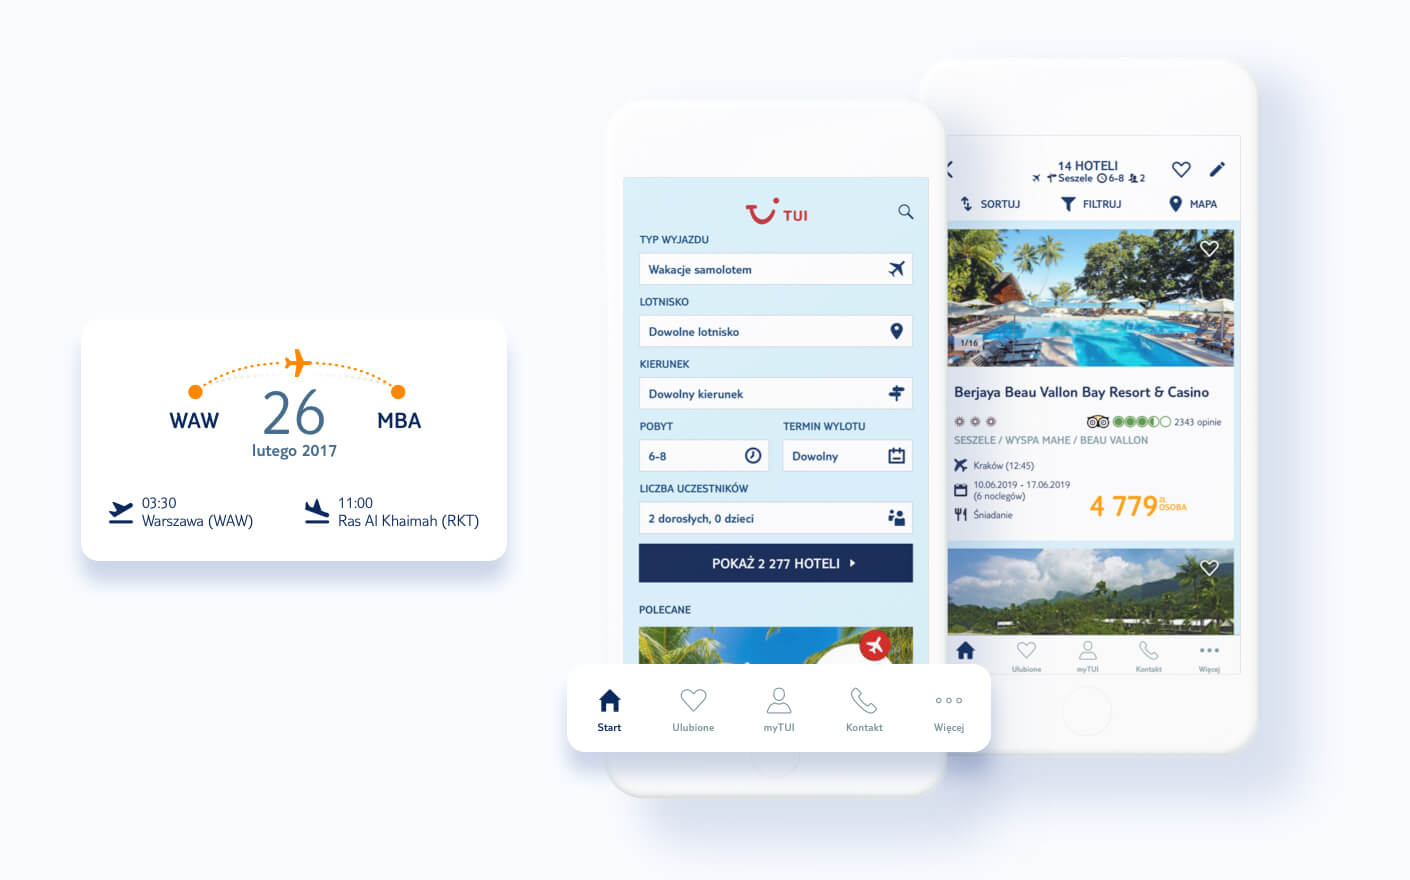 WAW
26
MBA
lutego 2017
03:30
Warszawa (WAW)
11:00
Ras Al Khaimah (RKT)
TUI
TYP WYJAZDU
Wakacje samolotem
LOTNISKO
Dowolne lotnisko
KIERUNEK
Dowolny kierunek
POBYT
TERMIN WYLOTU
6-8
Dowolny
LICZBA UCZESTNIKÓW
2 dorosłych, 0 dzieci
POKAŻ 2 277 HOTELI
POLECANE
Start
Ulubione
myTUI
Kontakt
Więcej
14 HOTELI
Seszele 6-8 2
SORTUJ
FILTRUJ
MAPA
1/16
Berjaya Beau Vallon Bay Resort & Casino
2343 opinie
SESZELE / WYSPA MAHE / BEAU VALLON
Kraków (12:45)
10.06.2019 - 17.06.2019
(6 noclegów)
Śniadanie
4 779 ZŁ
OSOBA
Ulubione
myTUI
Kontakt
Więcej